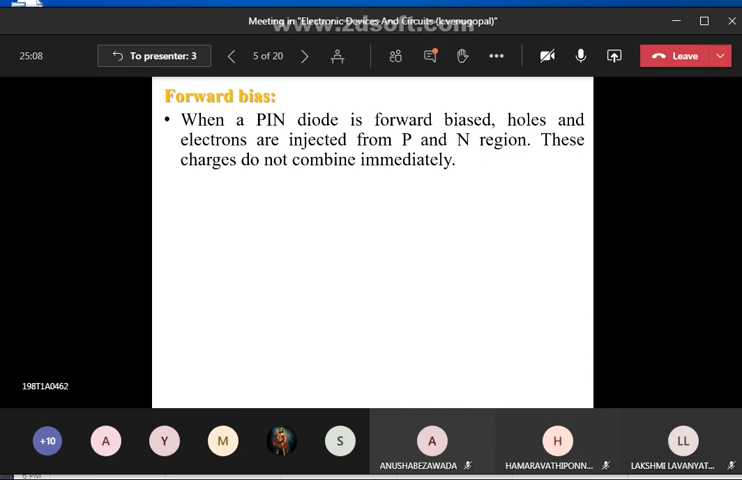 Meeting in "Electronic Devices And Circuits (k.venugopal)"
www.zdsoft.com
25:08
To presenter: 3
5 of 20
Leave
Forward bias:
• When a PIN diode is forward biased, holes and
electrons are injected from P and N region. These
charges do not combine immediately.
198T1A0462
+10
A
Y
M
S
A
H
LL
ANUSHABEZAWADA
HAMARAVATHIPONN...
LAKSHMI LAVANYAT...
6 PM